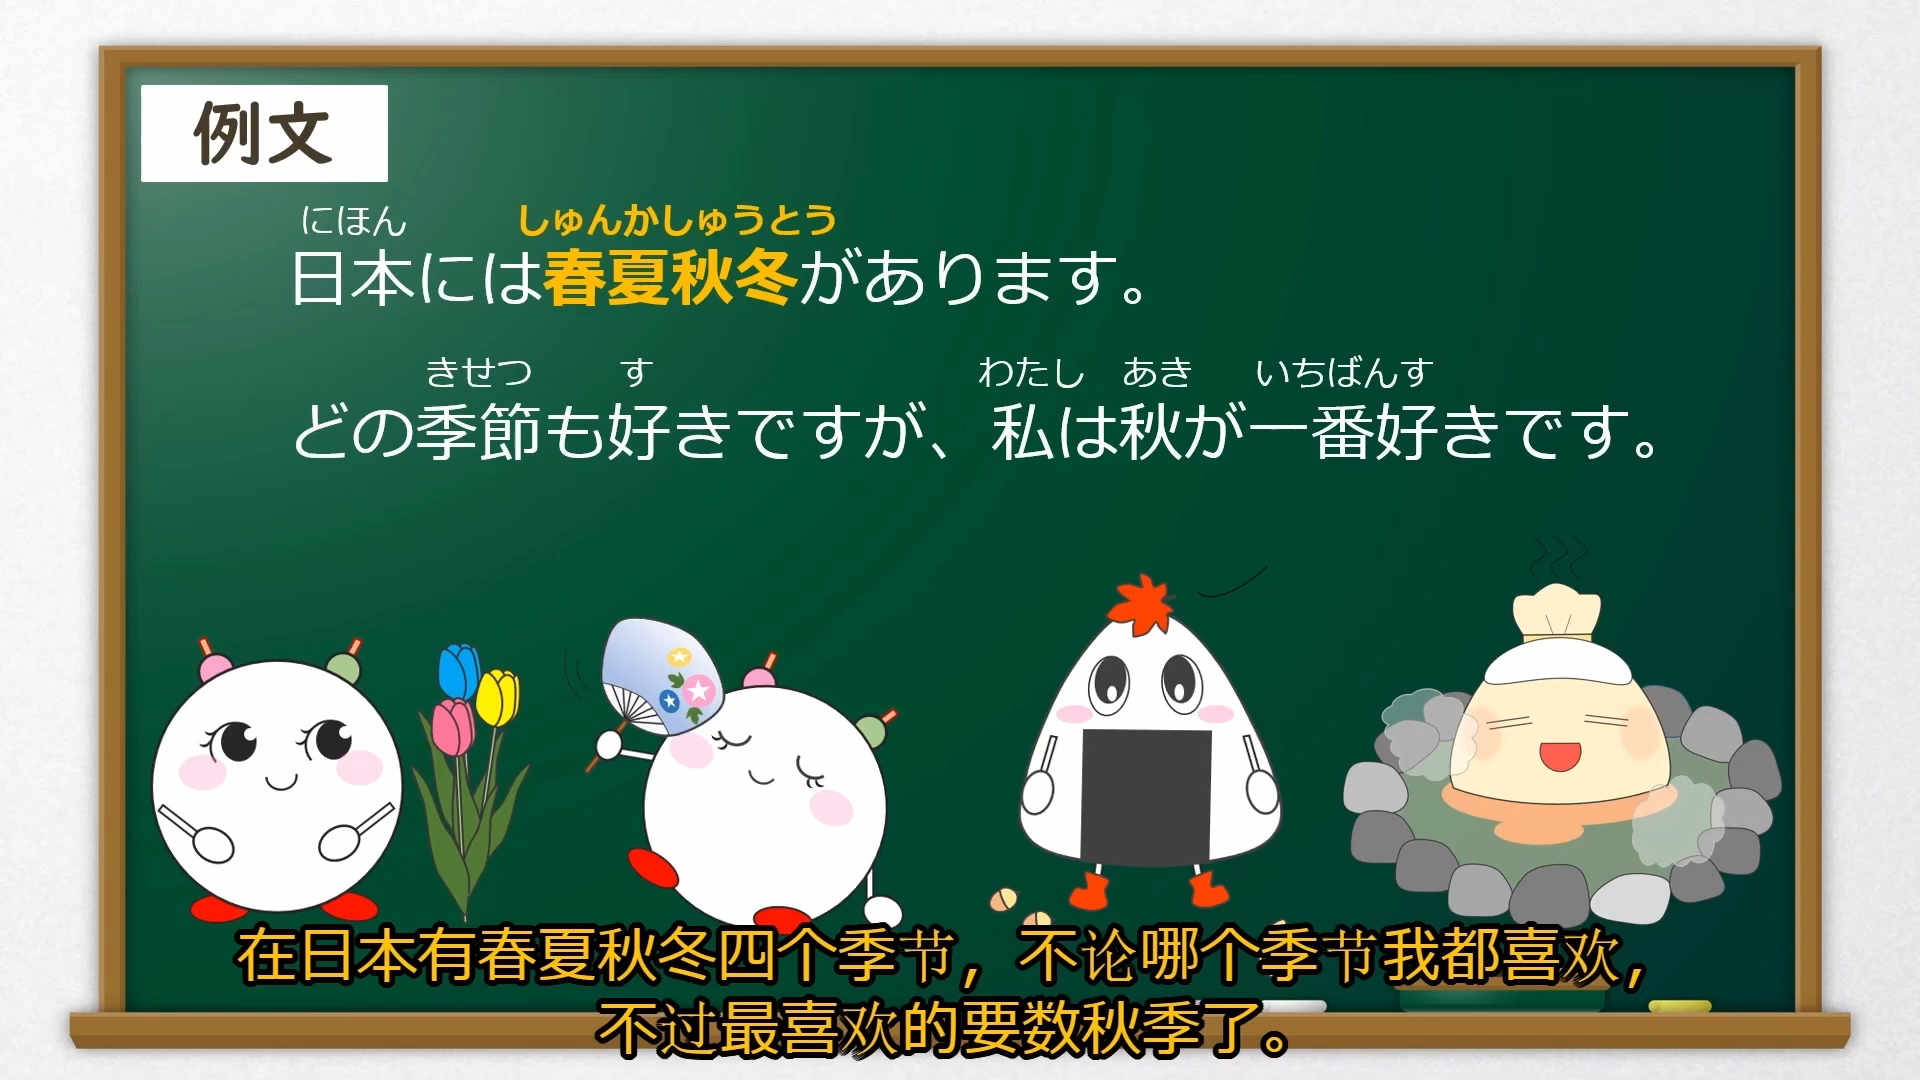 例文
にほん しゅんかしゅうとう
日本には春夏秋冬があります。
きせつ す わたし あき いちばんす
どの季節も好きですが、私は秋が一番好きです。
在日本有春夏秋冬四个季节，不论哪个季节我都喜欢，
不过最喜欢的要数秋季了。